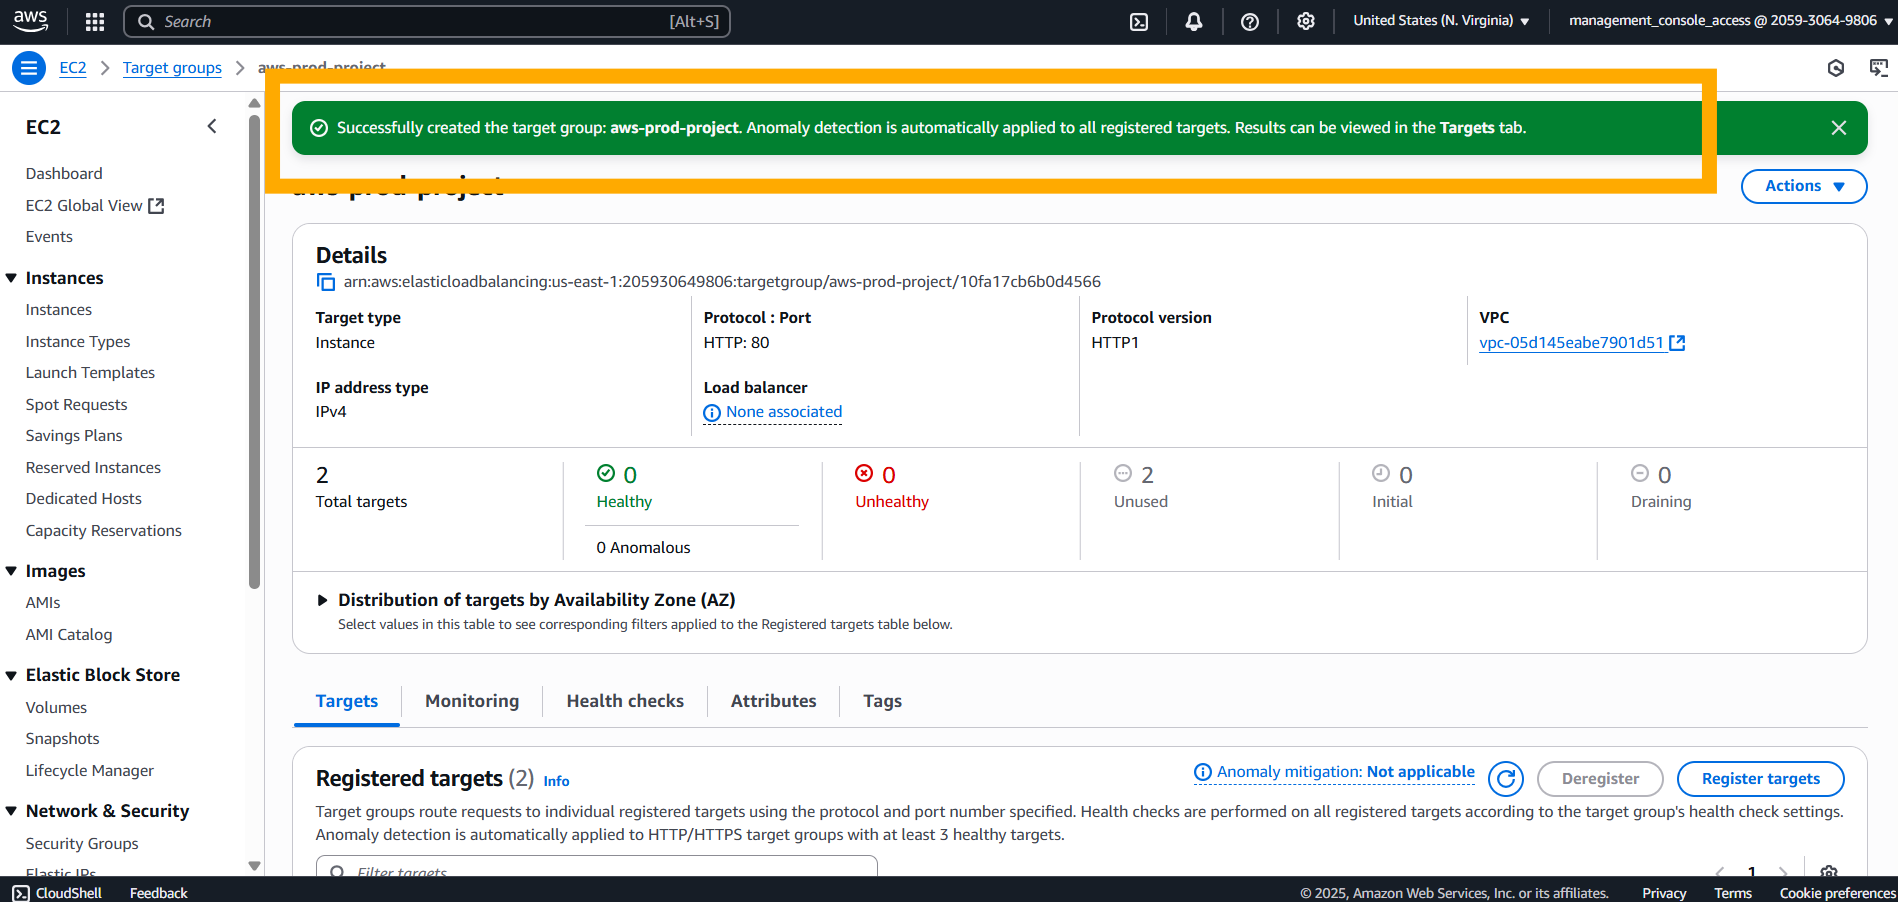 aws
Search [Alt+S]
United States (N. Virginia)
management_console_access @ 2059-3064-9806
EC2 Target groups aws-prod-project
EC2
Dashboard
EC2 Global View
Events
Instances
Instances
Instance Types
Launch Templates
Spot Requests
Savings Plans
Reserved Instances
Dedicated Hosts
Capacity Reservations
Images
AMIs
AMI Catalog
Elastic Block Store
Volumes
Snapshots
Lifecycle Manager
Network & Security
Security Groups
Elastic IPs
Successfully created the target group: aws-prod-project. Anomaly detection is automatically applied to all registered targets. Results can be viewed in the Targets tab.
aws-prod-project
Actions
Details
arn:aws:elasticloadbalancing:us-east-1:205930649806:targetgroup/aws-prod-project/10fa17cb6b0d4566
Target type
Instance
Protocol : Port
HTTP: 80
Protocol version
HTTP1
VPC
vpc-05d145eabe7901d51
IP address type
IPv4
Load balancer
None associated
2
Total targets
0
Healthy
0 Anomalous
0
Unhealthy
2
Unused
0
Initial
0
Draining
Distribution of targets by Availability Zone (AZ)
Select values in this table to see corresponding filters applied to the Registered targets table below.
Targets Monitoring Health checks Attributes Tags
Registered targets (2) Info
Anomaly mitigation: Not applicable
Deregister
Register targets
Target groups route requests to individual registered targets using the protocol and port number specified. Health checks are performed on all registered targets according to the target group's health check settings.
Anomaly detection is automatically applied to HTTP/HTTPS target groups with at least 3 healthy targets.
Filter targets
1
CloudShell Feedback
© 2025, Amazon Web Services, Inc. or its affiliates. Privacy Terms Cookie preferences